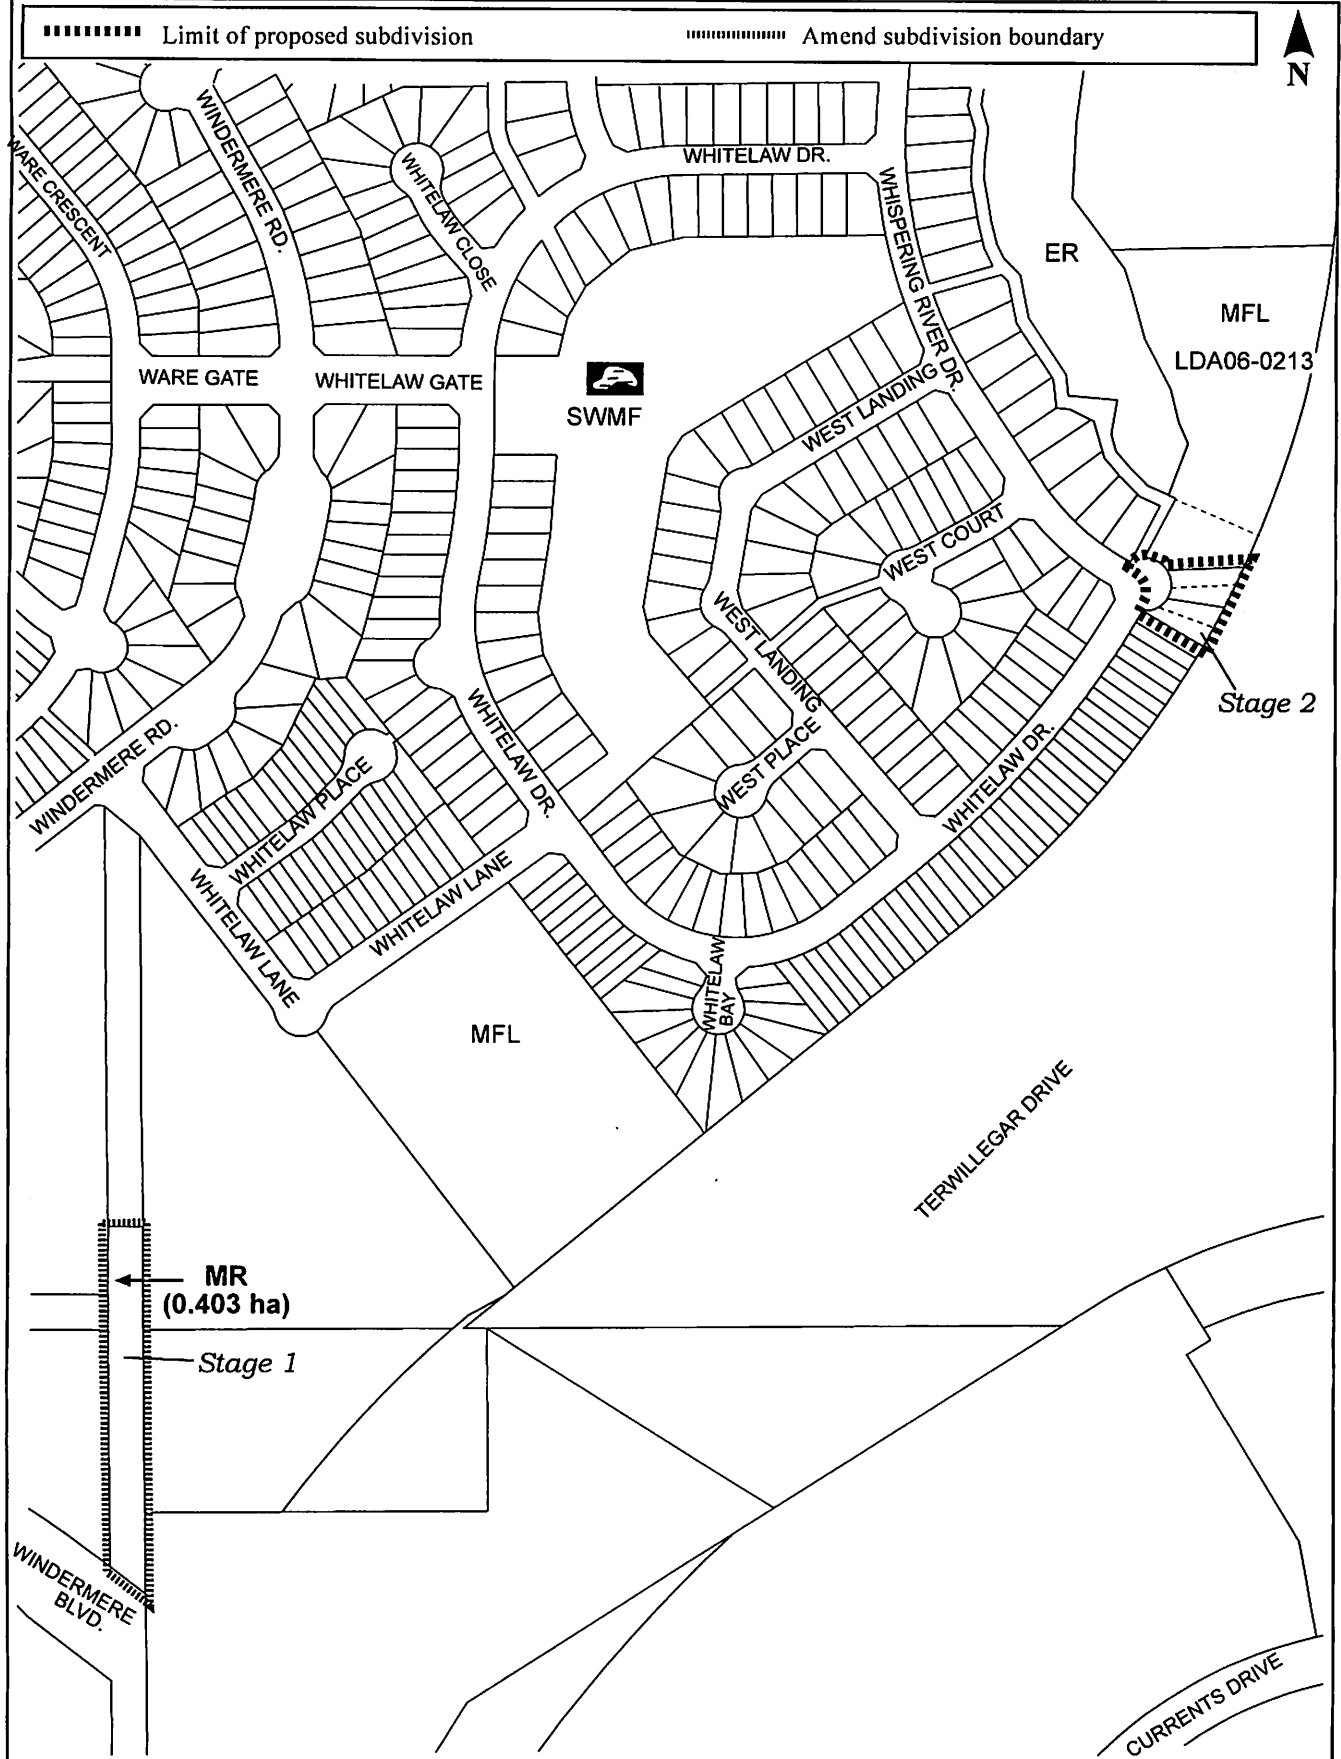 Limit of proposed subdivision
Amend subdivision boundary
N
WARE CRESCENT
WINDERMERE RD.
WHITELAW CLOSE
WHITELAW DR.
WHISPERING RIVER DR.
ER
MFL
LDA06-0213
WARE GATE
WHITELAW GATE
SWMF
WEST LANDING
WEST COURT
WEST LANDING
WEST PLACE
Stage 2
WHITELAW DR.
WHITELAW DR.
WINDERMERE RD.
WHITELAW PLACE
WHITELAW LANE
WHITELAW LANE
WHITELAW
BAY
MFL
TERWILLEGAR DRIVE
MR
(0.403 ha)
Stage 1
WINDERMERE
BLVD.
CURRENTS DRIVE